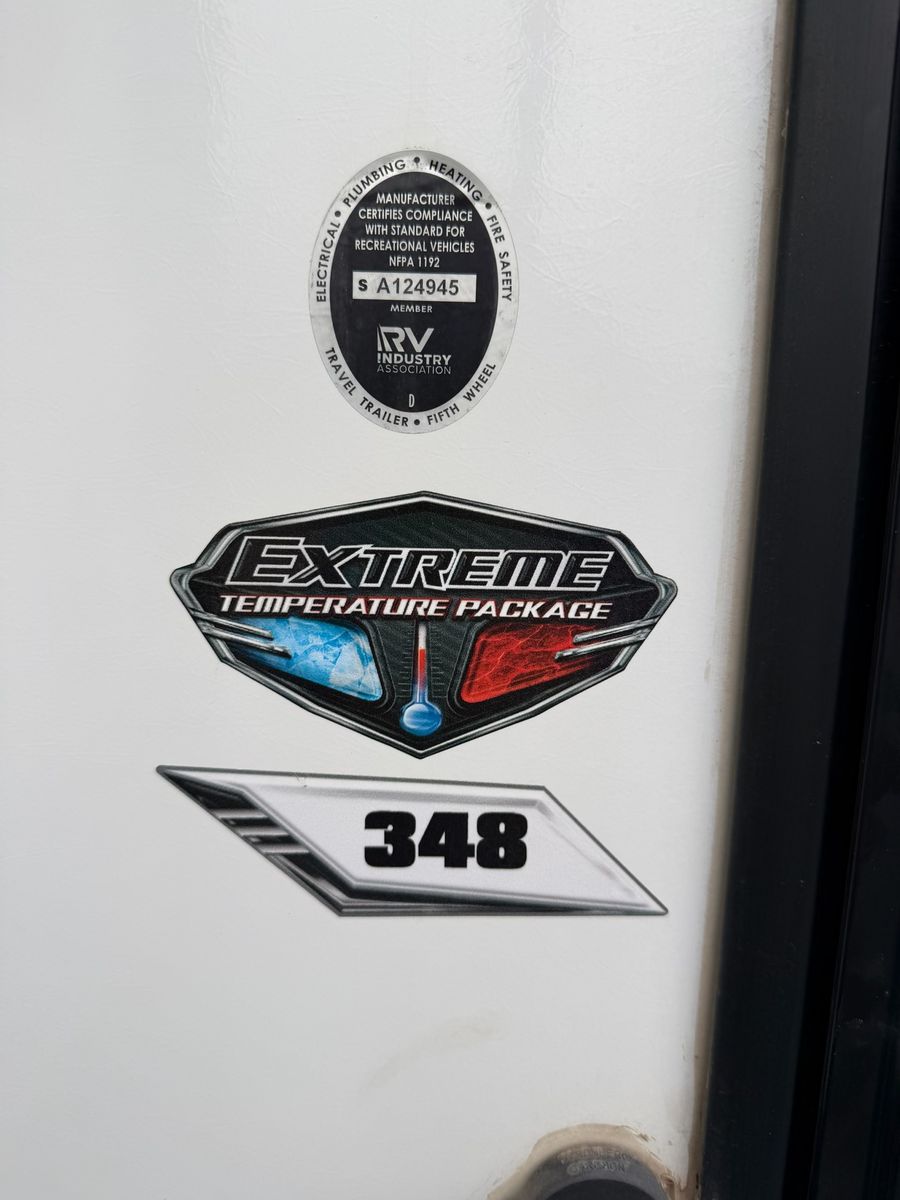 ELECTRICAL • PLUMBING • HEATING • FIRE SAFETY
MANUFACTURER
CERTIFIES COMPLIANCE
WITH STANDARD FOR
RECREATIONAL VEHICLES
NFPA 1192
S A124945
MEMBER
RV
INDUSTRY
ASSOCIATION
D
TRAVEL TRAILER • FIFTH WHEEL
EXTREME
TEMPERATURE PACKAGE
348